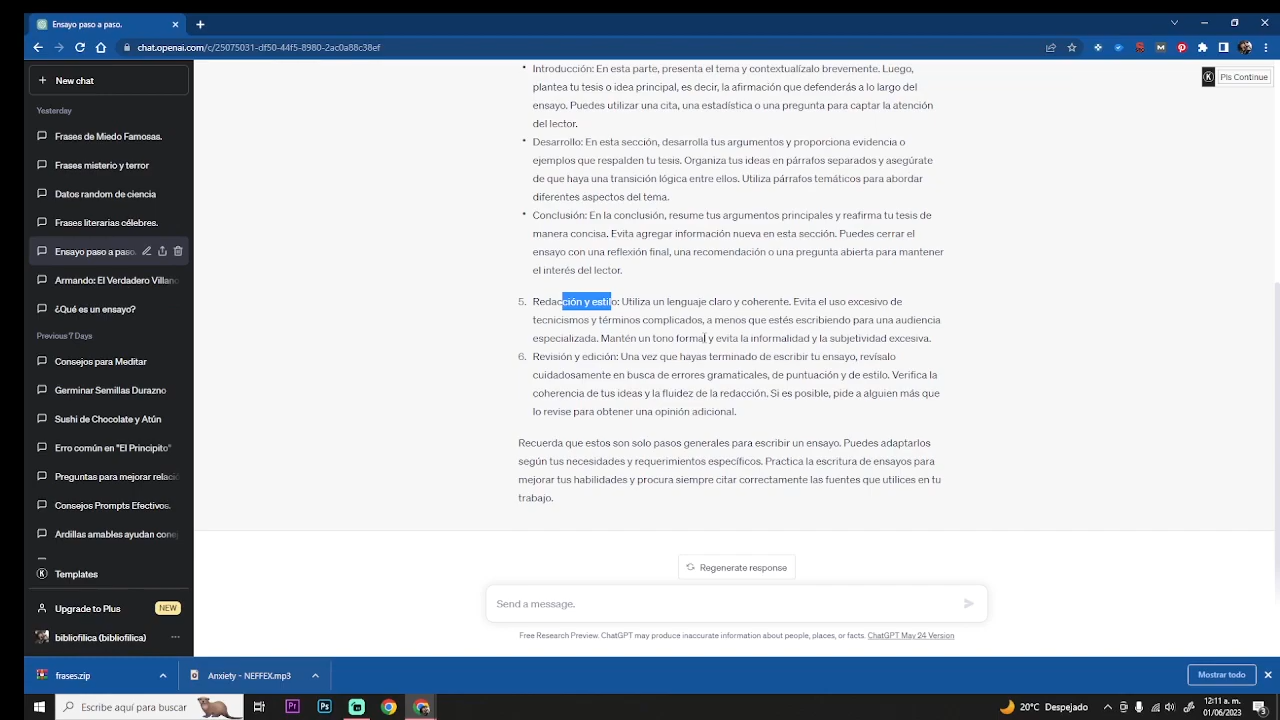 Ensayo paso a paso.
c/25075031-df50-44f5-8980-2ac0a88c38ef
New chat
Yesterday
Frases de Miedo Famosas.
Frases misterio y terror
Datos random de ciencia
Frases estoicas populares.
Ensayo paso a paso.
Armando: El Verdadero Villano
¿Qué es GMV?
Previous 7 Days
Color de Luz Solar
Germinar Semillas Durazno
Sushi de Chocolate y Atún
Erro común en "El Principito"
Preguntas para relac
Consejos Efectivos.
Ardillas amables ayudan conej
Templates
Upgrade to Plus NEW
bibriofilica (bibriofilica)
Pls Continue
• Introducción: En esta parte, presenta el tema y contextualízalo brevemente. Luego,
plantea tu tesis o idea principal, es decir, la afirmación que defenderás a lo largo del
ensayo. Puedes utilizar una cita, una estadística o una pregunta para captar la atención
del lector.
• Desarrollo: En esta sección, desarrolla tus argumentos y proporciona evidencia o
ejemplos que respalden tu tesis. Organiza tus ideas en párrafos separados y asegúrate
de que haya una transición lógica entre ellos. Utiliza párrafos temáticos para abordar
diferentes aspectos del tema.
• Conclusión: En la conclusión, resume tus argumentos principales y reafirma tu tesis de
manera concisa. Evita agregar información nueva en esta sección. Puedes cerrar el
ensayo con una reflexión final, una recomendación o una pregunta abierta para mantener
el interés del lector.
5. Redacción y estilo: Utiliza un lenguaje claro y coherente. Evita el uso excesivo de
tecnicismos y términos complicados, a menos que estés escribiendo para una audiencia
especializada. Mantén un tono formal y evita la informalidad y la subjetividad excesiva.
6. Revisión y edición: Una vez que hayas terminado de escribir tu ensayo, revísalo
cuidadosamente en busca de errores gramaticales, de puntuación y de estilo. Verifica la
coherencia de tus ideas y la fluidez de la redacción. Si es posible, pide a alguien más que
lo revise para obtener una opinión adicional.
Recuerda que estos son solo pasos generales para escribir un ensayo. Puedes adaptarlos
según tus necesidades y requerimientos específicos. Practica la escritura de ensayos para
mejorar tus habilidades y procura siempre citar correctamente las fuentes que utilices en tu
trabajo.
Regenerate response
Send a message.
Free Research Preview. ChatGPT may produce inaccurate information about people, places, or facts. ChatGPT May 24 Version
frases.zip
Anxiety - NEFFEX.mp3
Mostrar todo
Escribe aquí para buscar
20°C Despejado
12:11 a. m.
01/06/2023